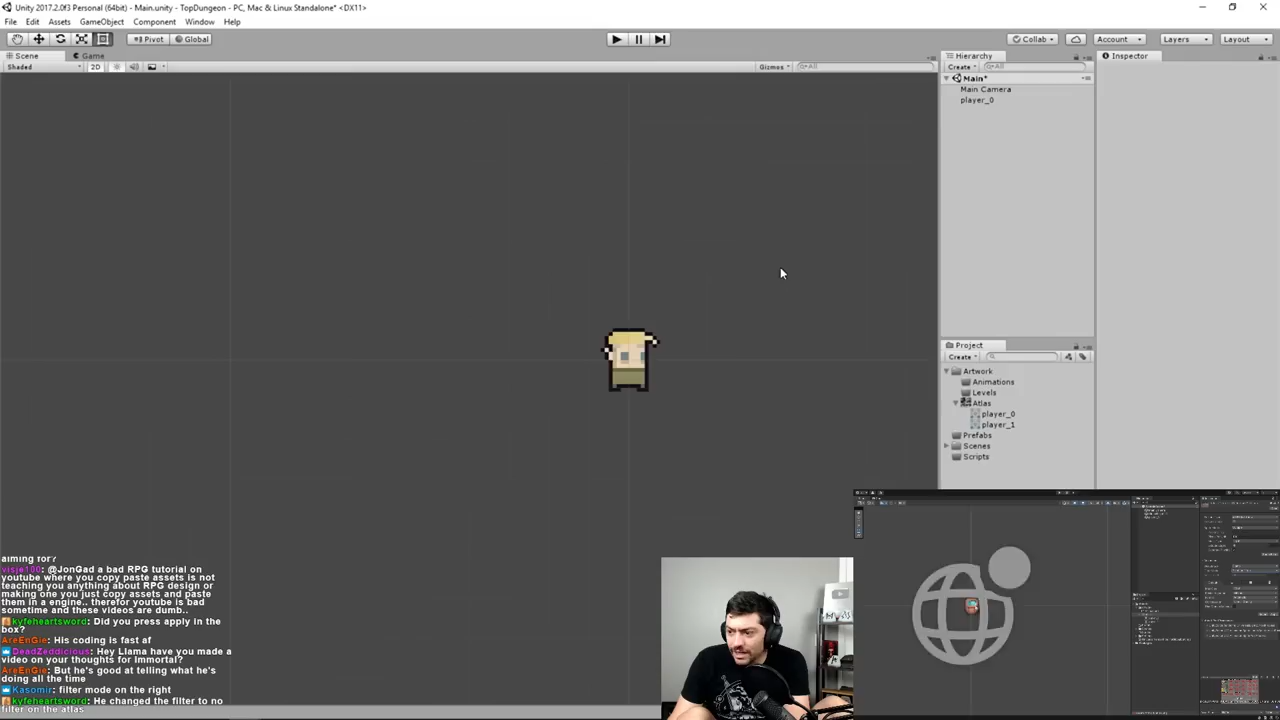 Unity 2017.2.0f3 Personal (64bit) - Main.unity - TopDungeon - PC, Mac & Linux Standalone* <DX11>
File Edit Assets GameObject Component Window Help
Pivot Global Collab Account Layers Layout
Scene Game Hierarchy Inspector
Shaded 2D Gizmos All Create All
Main*
Main Camera
player_0
Project
Create
Artwork
Animations
Levels
Atlas
player_0
player_1
Prefabs
Scenes
Scripts
aiming for?
visje100: @JonGad a bad RPG tutorial on
youtube where you copy paste assets is not
teaching you anything about RPG design or
making one you just copy assets and paste
them in a engine.. therefor youtube is bad
sometime and these videos are dumb..
kyfeheartsword: Did you press apply in the
box?
AreEnGie: His coding is fast af
DeadZeddicious: Hey Llama have you made a
video on your thoughts for Immortal?
AreEnGie: But he's good at telling what he's
doing all the time
Kasomir: filter mode on the right
kyfeheartsword: He changed the filter to no
filter on the atlas